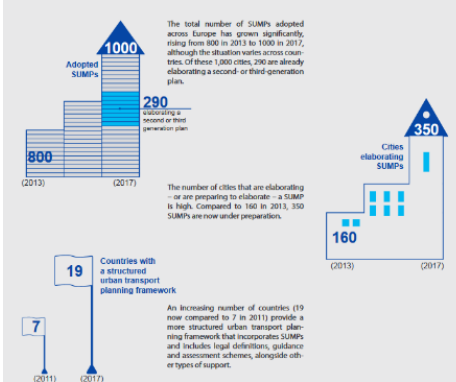 The total number of SUMPs adopted
across Europe has grown significantly,
rising from 800 in 2013 to 1000 in 2017,
although the situation varies across coun-
tries. Of these 1,000 cities, 290 are already
elaborating a second- or third-generation
plan.
1000
Adopted
SUMPs
290
elaborating a
second or third
generation plan
800
(2013)
(2017)
350
Cities
elaborating
SUMPs
160
(2013)
(2017)
The number of cities that are elaborating
– or are preparing to elaborate – a SUMP
is high. Compared to 160 in 2013, 350
SUMPs are now under preparation.
19
Countries with
a structured
urban transport
planning framework
7
(2011)
(2017)
An increasing number of countries (19
now compared to 7 in 2011) provide a
more structured urban transport plan-
ning framework that incorporates SUMPs
and includes legal definitions, guidance
and assessment schemes, alongside oth-
er types of support.